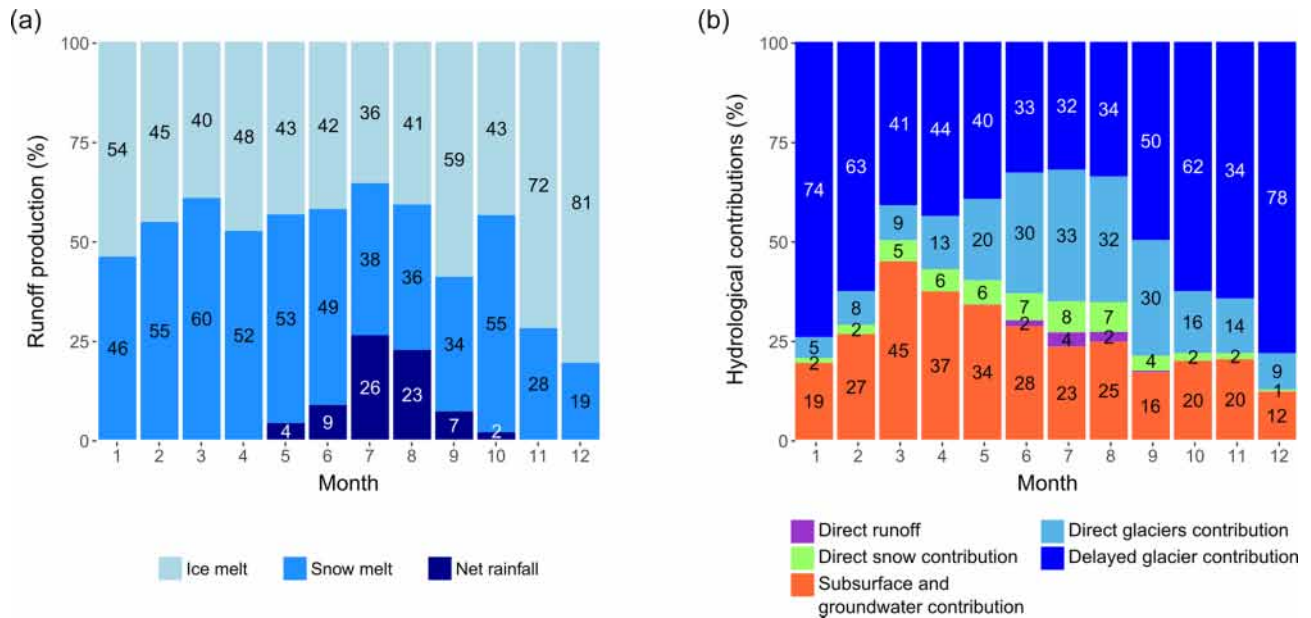 (a)
Runoff production (%)
100
75
50
25
0
54 45 40 48 43 42 36 41 59 43 72 81
46 55 60 52 53 49 38 36 34 55 28 19
4 9 26 23 7 2
1 2 3 4 5 6 7 8 9 10 11 12
Month
Ice melt Snow melt Net rainfall
(b)
Hydrological contributions (%)
100
75
50
25
0
74 63 41 44 40 33 32 34 50 62 34 78
5 8 9 13 20 30 33 32 30 16 14 9
2 2 5 6 6 7 8 7 4 2 2 1
2 4 2
19 27 45 37 34 28 23 25 16 20 20 12
1 2 3 4 5 6 7 8 9 10 11 12
Month
Direct runoff
Direct snow contribution
Subsurface and
groundwater contribution
Direct glaciers contribution
Delayed glacier contribution